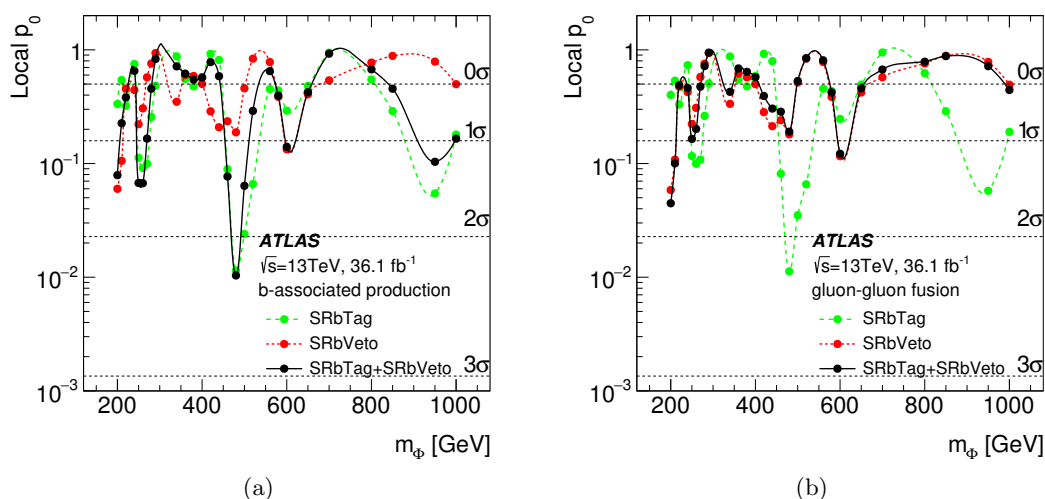 Local p0
1
10⁻¹
10⁻²
10⁻³
0σ
1σ
2σ
3σ
ATLAS
√s=13TeV, 36.1 fb⁻¹
b-associated production
SRbTag
SRbVeto
SRbTag+SRbVeto
200 400 600 800 1000
mΦ [GeV]
(a)
Local p0
1
10⁻¹
10⁻²
10⁻³
0σ
1σ
2σ
3σ
ATLAS
√s=13TeV, 36.1 fb⁻¹
gluon-gluon fusion
SRbTag
SRbVeto
SRbTag+SRbVeto
200 400 600 800 1000
mΦ [GeV]
(b)